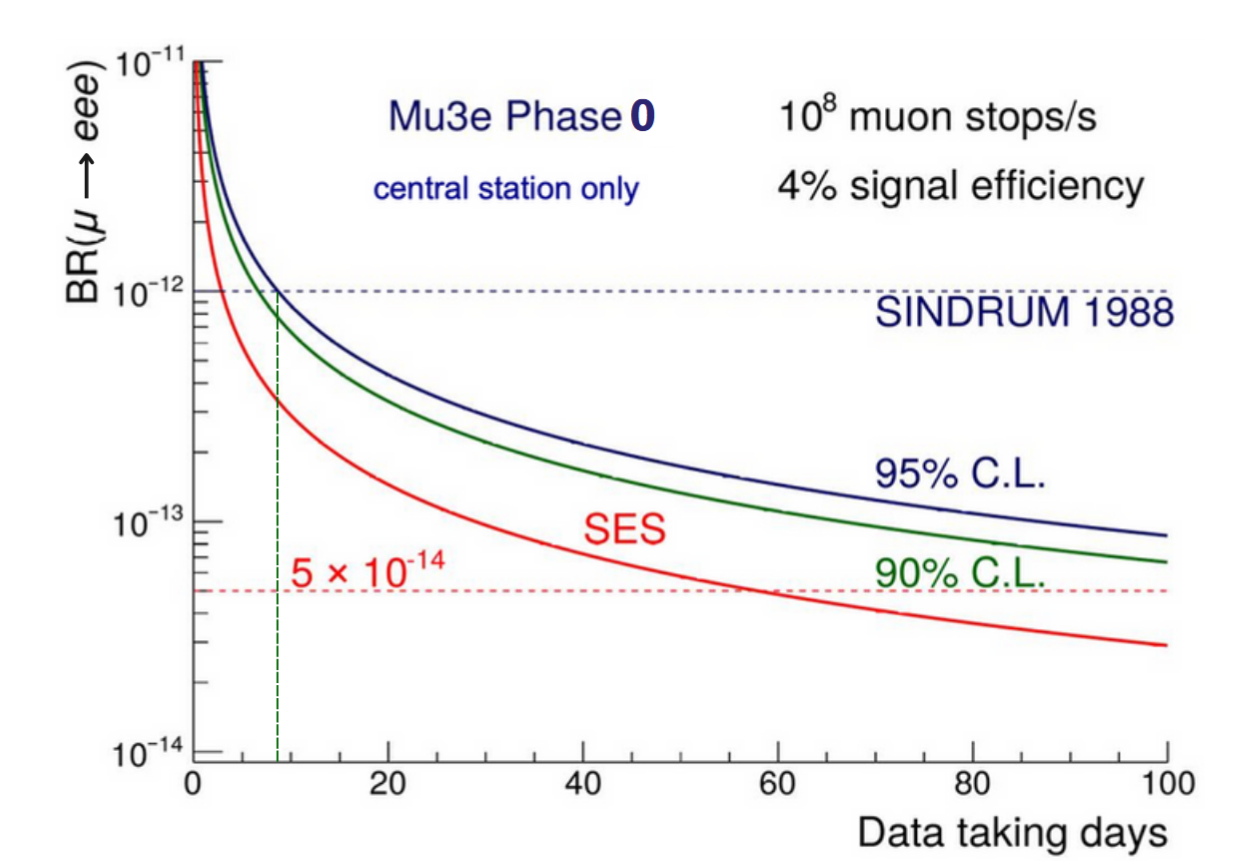 10⁻¹¹
Mu3e Phase 0
10⁸ muon stops/s
central station only
4% signal efficiency
BR(μ → eee)
10⁻¹²
SINDRUM 1988
95% C.L.
10⁻¹³
SES
5 × 10⁻¹⁴
90% C.L.
10⁻¹⁴
0 20 40 60 80 100
Data taking days